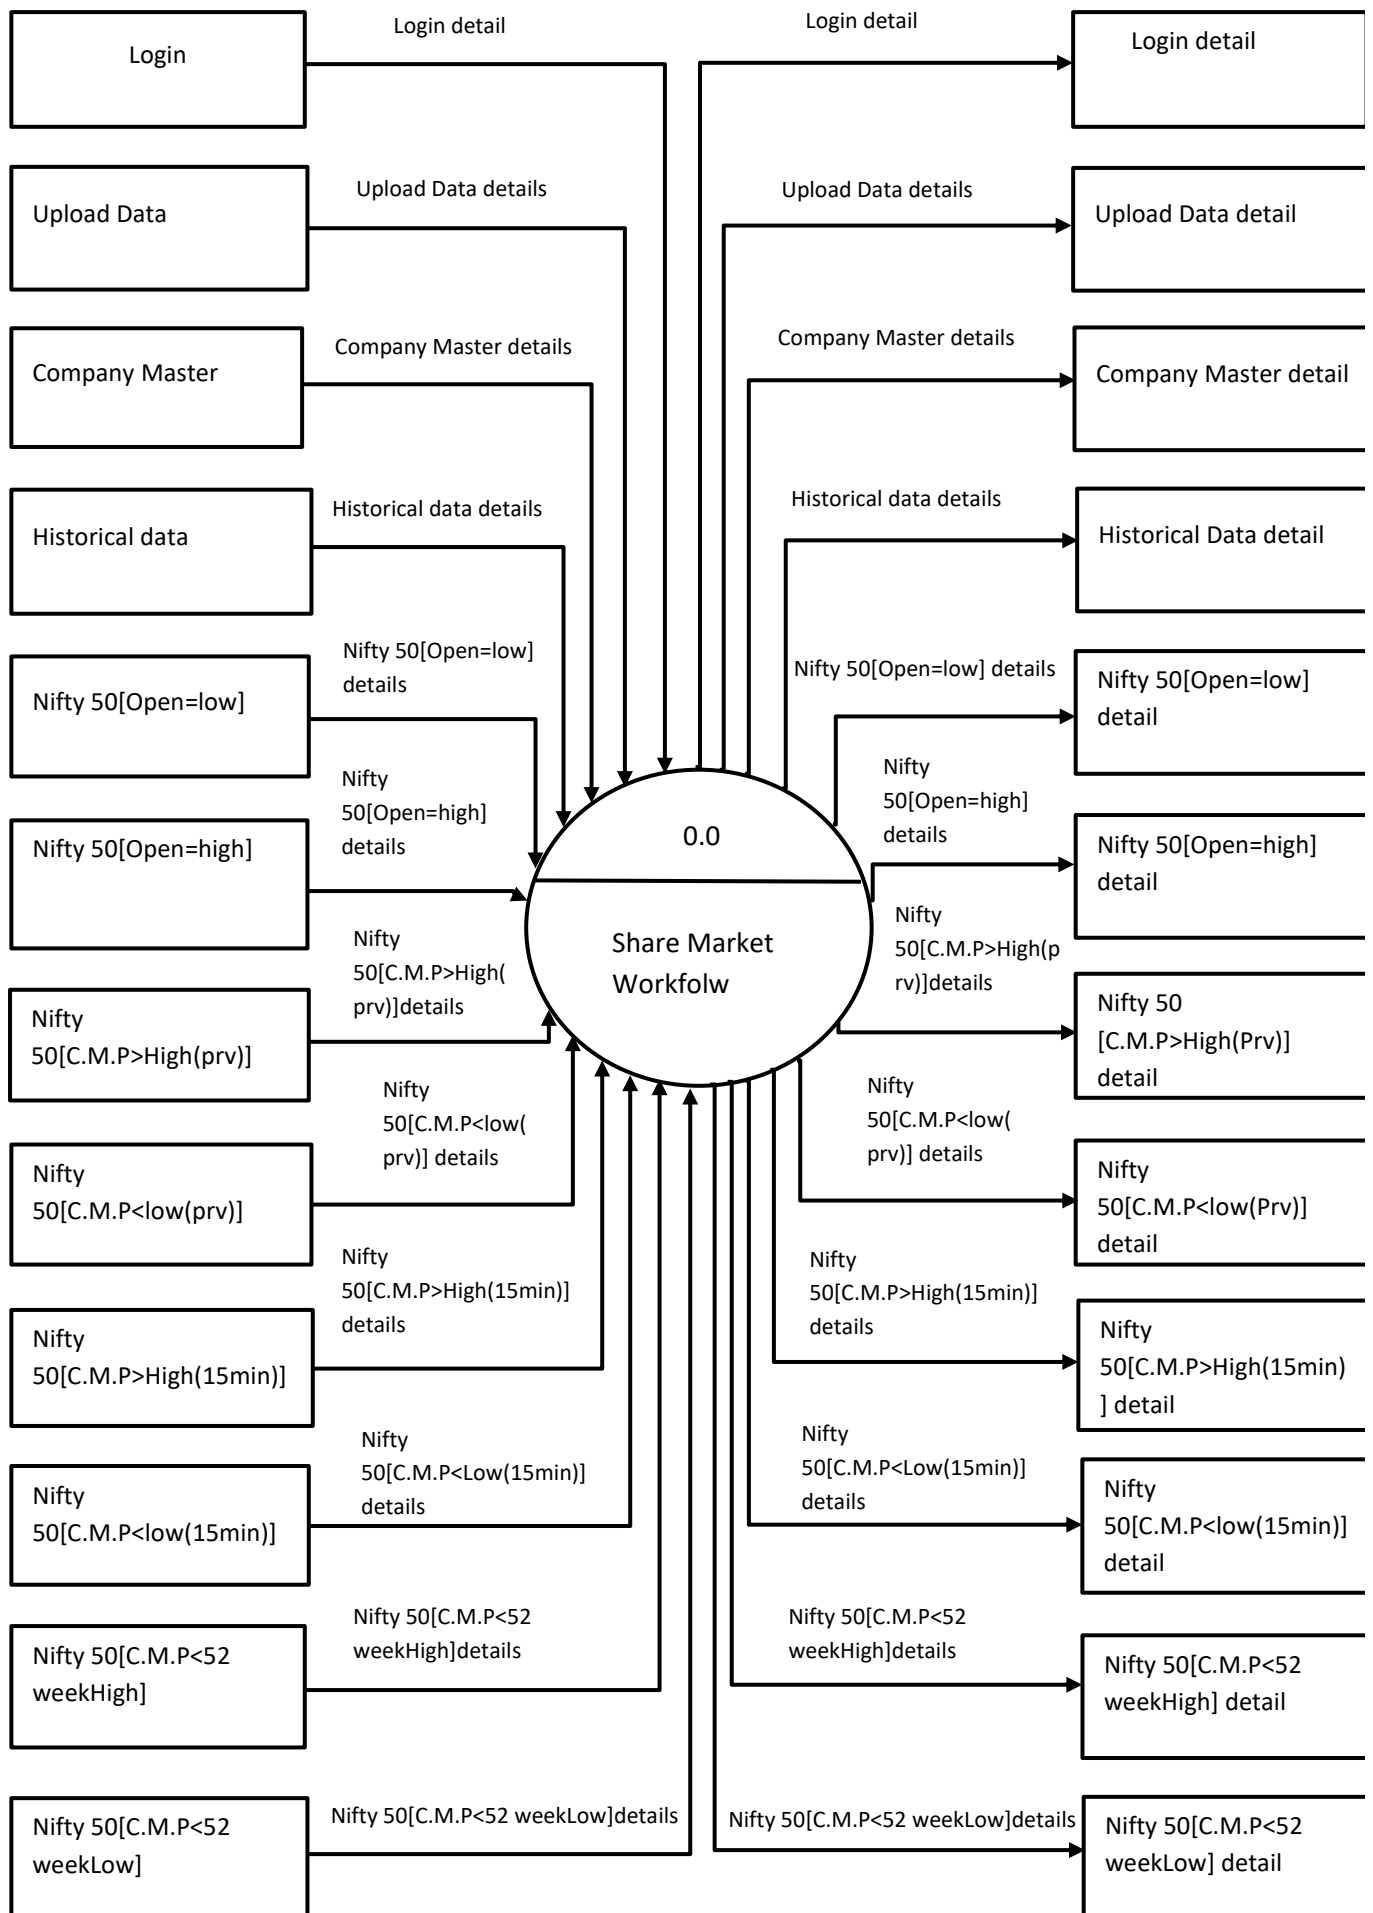 Login
Login detail
Login detail
Login detail
Upload Data
Upload Data details
Upload Data details
Upload Data detail
Company Master
Company Master details
Company Master details
Company Master detail
Historical data
Historical data details
Historical data details
Historical Data detail
Nifty 50[Open=low]
Nifty 50[Open=low]
details
Nifty 50[Open=low] details
Nifty 50[Open=low]
detail
Nifty 50[Open=high]
Nifty
50[Open=high]
details
0.0
Share Market
Workfolw
Nifty
50[Open=high]
details
Nifty 50[Open=high]
detail
Nifty
50[C.M.P>High(prv)]
Nifty
50[C.M.P>High(
prv)]details
Nifty
50[C.M.P>High(p
rv)]details
Nifty 50
[C.M.P>High(Prv)]
detail
Nifty
50[C.M.P<low(prv)]
Nifty
50[C.M.P<low(
prv)] details
Nifty
50[C.M.P<low(
prv)] details
Nifty
50[C.M.P<low(Prv)]
detail
Nifty
50[C.M.P>High(15min)]
Nifty
50[C.M.P>High(15min)]
details
Nifty
50[C.M.P>High(15min)]
details
Nifty
50[C.M.P>High(15min)
] detail
Nifty
50[C.M.P<low(15min)]
Nifty
50[C.M.P<Low(15min)]
details
Nifty
50[C.M.P<Low(15min)]
details
Nifty
50[C.M.P<low(15min)]
detail
Nifty 50[C.M.P<52
weekHigh]
Nifty 50[C.M.P<52
weekHigh]details
Nifty 50[C.M.P<52
weekHigh]details
Nifty 50[C.M.P<52
weekHigh] detail
Nifty 50[C.M.P<52
weekLow]
Nifty 50[C.M.P<52 weekLow]details
Nifty 50[C.M.P<52 weekLow]details
Nifty 50[C.M.P<52
weekLow] detail